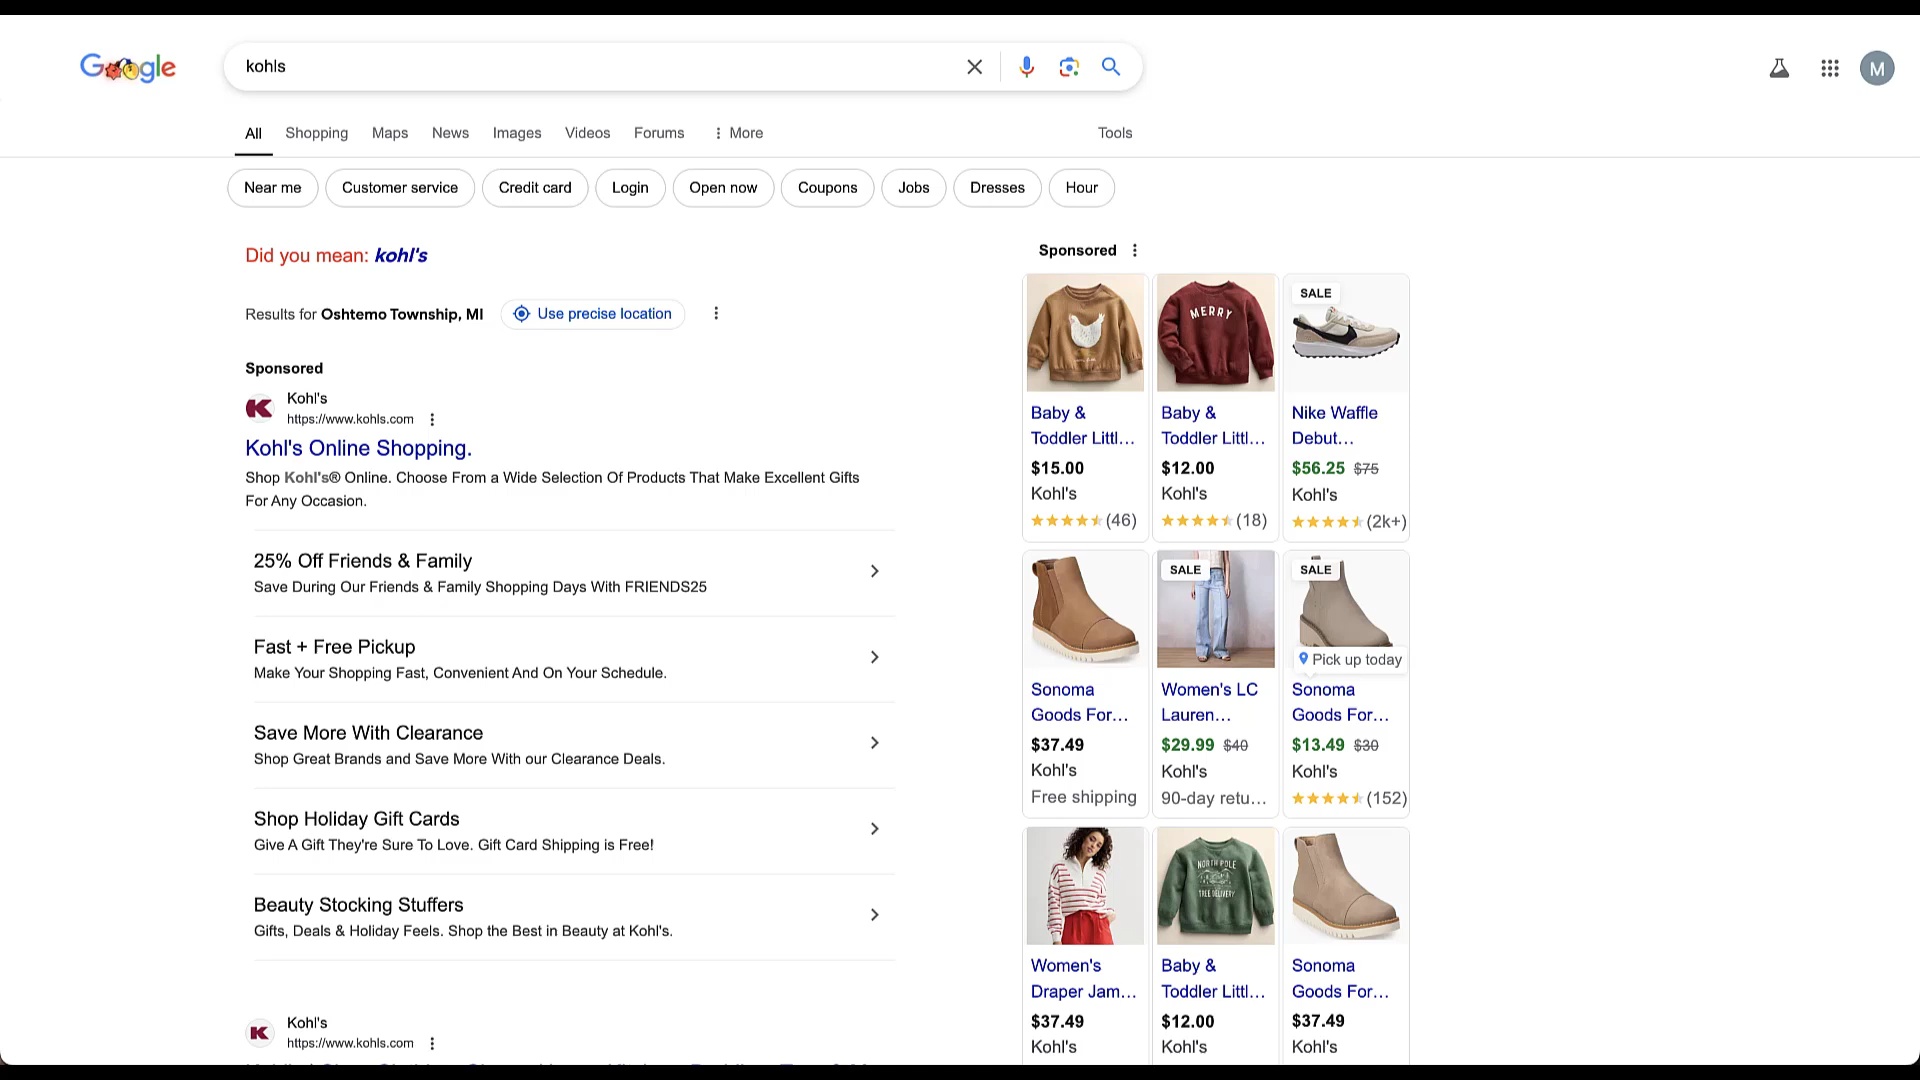 Google
kohls
M
All Shopping Maps News Images Videos Forums More Tools
Near me Customer service Credit card Login Open now Coupons Jobs Dresses Hour
Did you mean: kohl's
Results for Oshtemo Township, MI Use precise location
Sponsored
Kohl's
https://www.kohls.com
Kohl's Online Shopping.
Shop Kohl's® Online. Choose From a Wide Selection Of Products That Make Excellent Gifts
For Any Occasion.
25% Off Friends & Family
Save During Our Friends & Family Shopping Days With FRIENDS25
Fast + Free Pickup
Make Your Shopping Fast, Convenient And On Your Schedule.
Save More With Clearance
Shop Great Brands and Save More With our Clearance Deals.
Shop Holiday Gift Cards
Give A Gift They're Sure To Love. Gift Card Shipping is Free!
Beauty Stocking Stuffers
Gifts, Deals & Holiday Feels. Shop the Best in Beauty at Kohl's.
Kohl's
https://www.kohls.com
Sponsored
Baby &
Toddler Littl...
$15.00
Kohl's
(46)
MERRY
Baby &
Toddler Littl...
$12.00
Kohl's
(18)
SALE
Nike Waffle
Debut...
$56.25 $75
Kohl's
(2k+)
Sonoma
Goods For...
$37.49
Kohl's
Free shipping
SALE
Women's LC
Lauren...
$29.99 $40
Kohl's
90-day retu...
SALE
Pick up today
Sonoma
Goods For...
$13.49 $30
Kohl's
(152)
Women's
Draper Jam...
$37.49
Kohl's
NORTH POLE
TREE DELIVERY
Baby &
Toddler Littl...
$12.00
Kohl's
Sonoma
Goods For...
$37.49
Kohl's